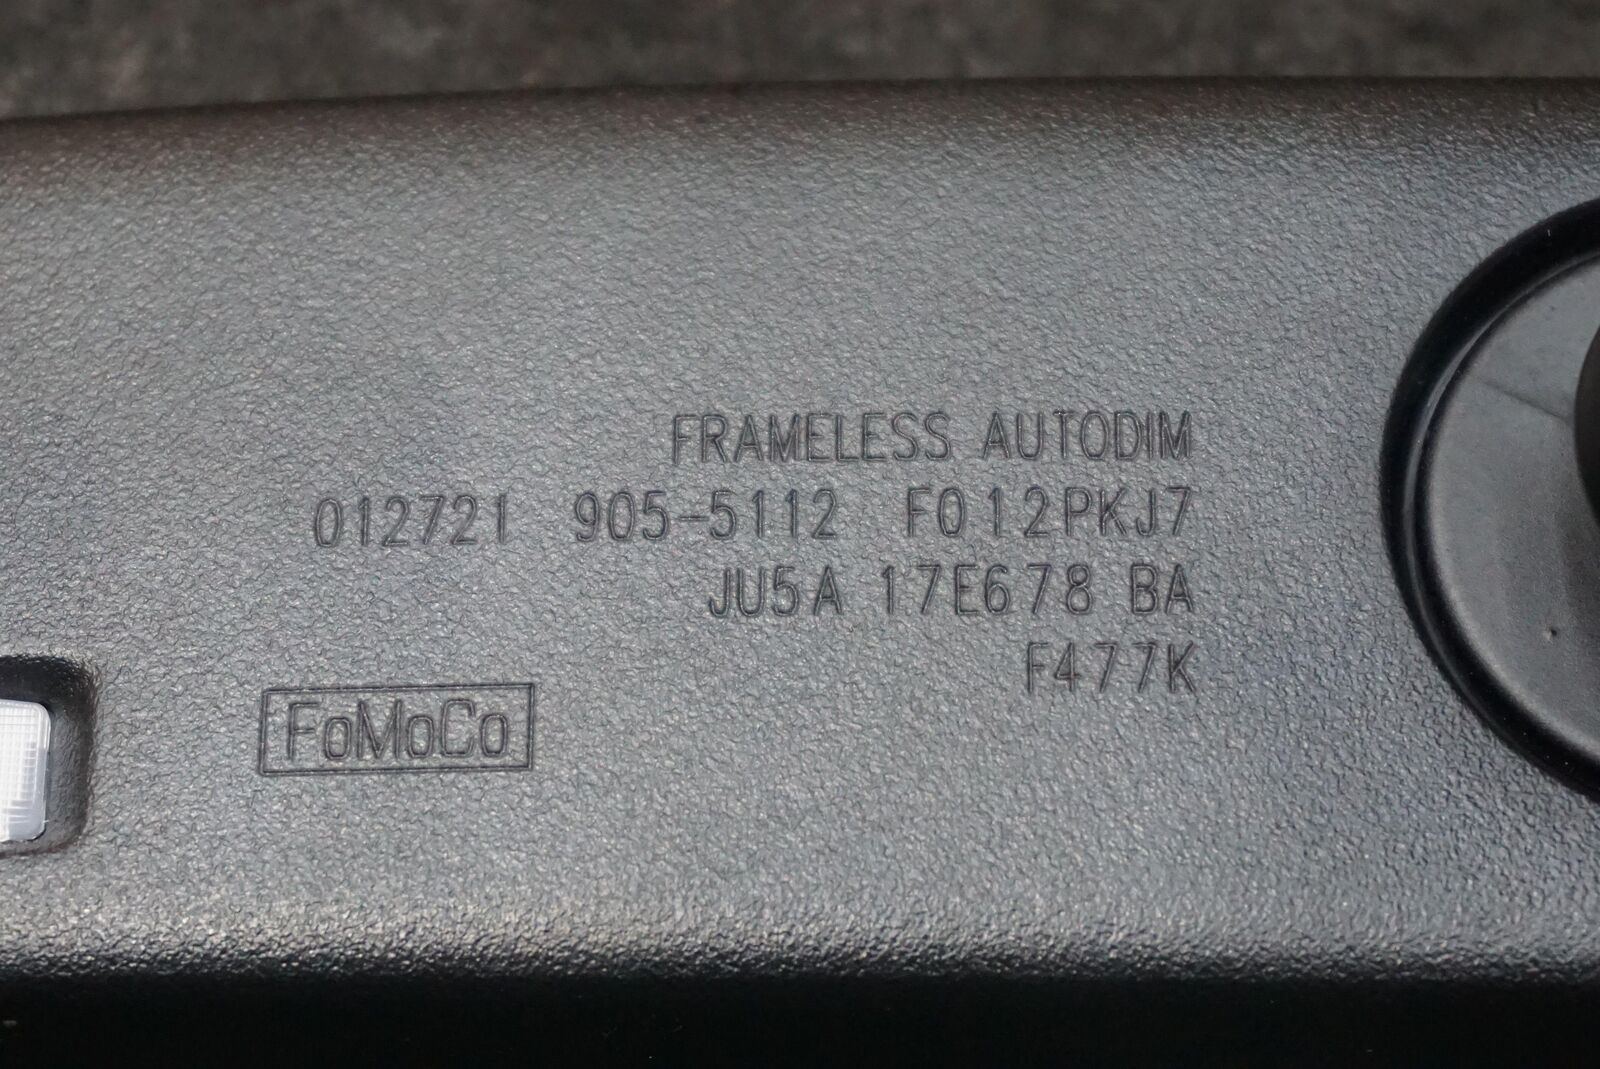 FRAMELESS AUTODIM
012721 905-5112 F012PKJ7
JU5A 17E678 BA
F477K
FoMoCo